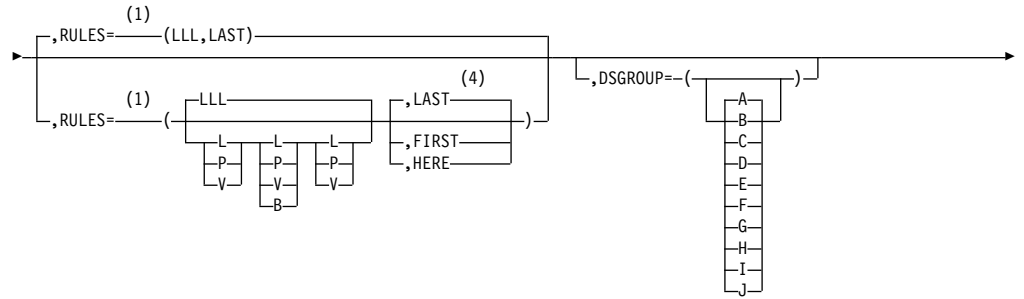 (1)
,RULES= (LLL,LAST)
(1) (4)
,RULES= ( LLL ,LAST ) ,DSGROUP= ( A )
L L L ,FIRST B
P P P ,HERE C
V V V D
B E
F
G
H
I
J